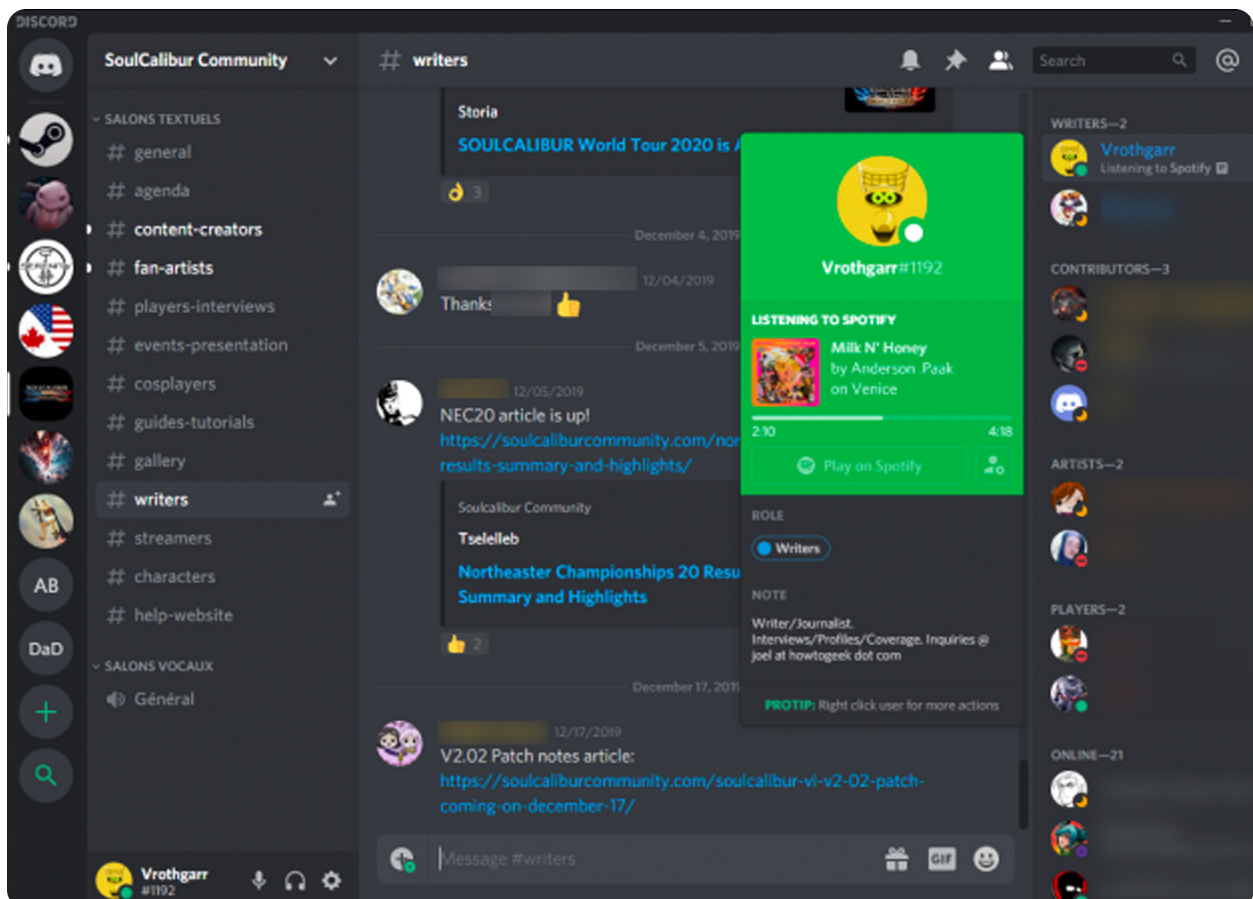 DISCORD
SoulCalibur Community
SALONS TEXTUELS
general
agenda
content-creators
fan-artists
players-interviews
events-presentation
cosplayers
guides-tutorials
gallery
writers
streamers
characters
help-website
SALONS VOCAUX
Général
AB
DaD
Vrothgarr
#1192
# writers
Search
Storia
SOULCALIBUR World Tour 2020 is
3
December 4, 2019
12/04/2019
Thanks
December 5, 2019
12/05/2019
NEC20 article is up!
https://soulcaliburcommunity.com/nor
results-summary-and-highlights/
Soulcalibur Community
Tselelleb
Northeaster Championships 20 Resu
Summary and Highlights
2
December 17, 2019
12/17/2019
V2.02 Patch notes article:
https://soulcaliburcommunity.com/soulcalibur-vi-v2-02-patch-
coming-on-december-17/
Message #writers
GIF
Vrothgarr#1192
LISTENING TO SPOTIFY
Milk N' Honey
by Anderson .Paak
on Venice
2:10 4:18
Play on Spotify
ROLE
Writers
NOTE
Writer/Journalist.
Interviews/Profiles/Coverage. Inquiries @
joel at howtogeek dot com
PROTIP: Right click user for more actions
WRITERS—2
Vrothgarr
Listening to Spotify
CONTRIBUTORS—3
ARTISTS—2
PLAYERS—2
ONLINE—21